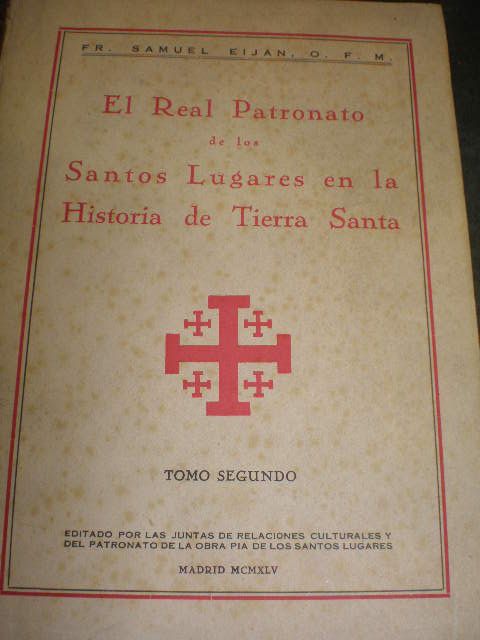 FR. SAMUEL EIJAN, O. F. M.
El Real Patronato
de los
Santos Lugares en la
Historia de Tierra Santa
TOMO SEGUNDO
EDITADO POR LAS JUNTAS DE RELACIONES CULTURALES Y
DEL PATRONATO DE LA OBRA PIA DE LOS SANTOS LUGARES
MADRID MCMXLV